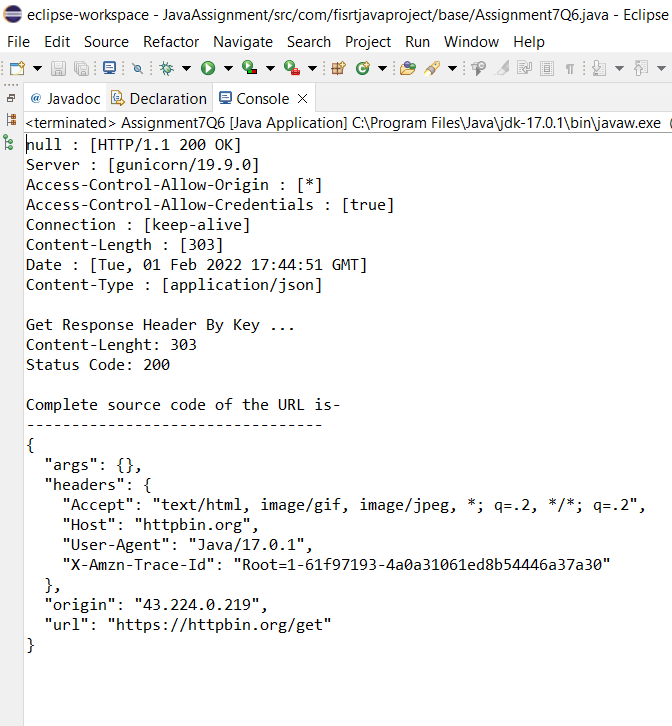 eclipse-workspace - JavaAssignment/src/com/fisrtjavaproject/base/Assignment7Q6.java - Eclipse
File Edit Source Refactor Navigate Search Project Run Window Help
@ Javadoc Declaration Console
<terminated> Assignment7Q6 [Java Application] C:\Program Files\Java\jdk-17.0.1\bin\javaw.exe (
null : [HTTP/1.1 200 OK]
Server : [gunicorn/19.9.0]
Access-Control-Allow-Origin : [*]
Access-Control-Allow-Credentials : [true]
Connection : [keep-alive]
Content-Length : [303]
Date : [Tue, 01 Feb 2022 17:44:51 GMT]
Content-Type : [application/json]
Get Response Header By Key ...
Content-Lenght: 303
Status Code: 200
Complete source code of the URL is-
---------------------------------
{
  "args": {},
  "headers": {
    "Accept": "text/html, image/gif, image/jpeg, *; q=.2, */*; q=.2",
    "Host": "httpbin.org",
    "User-Agent": "Java/17.0.1",
    "X-Amzn-Trace-Id": "Root=1-61f97193-4a0a31061ed8b54446a37a30"
  },
  "origin": "43.224.0.219",
  "url": "https://httpbin.org/get"
}